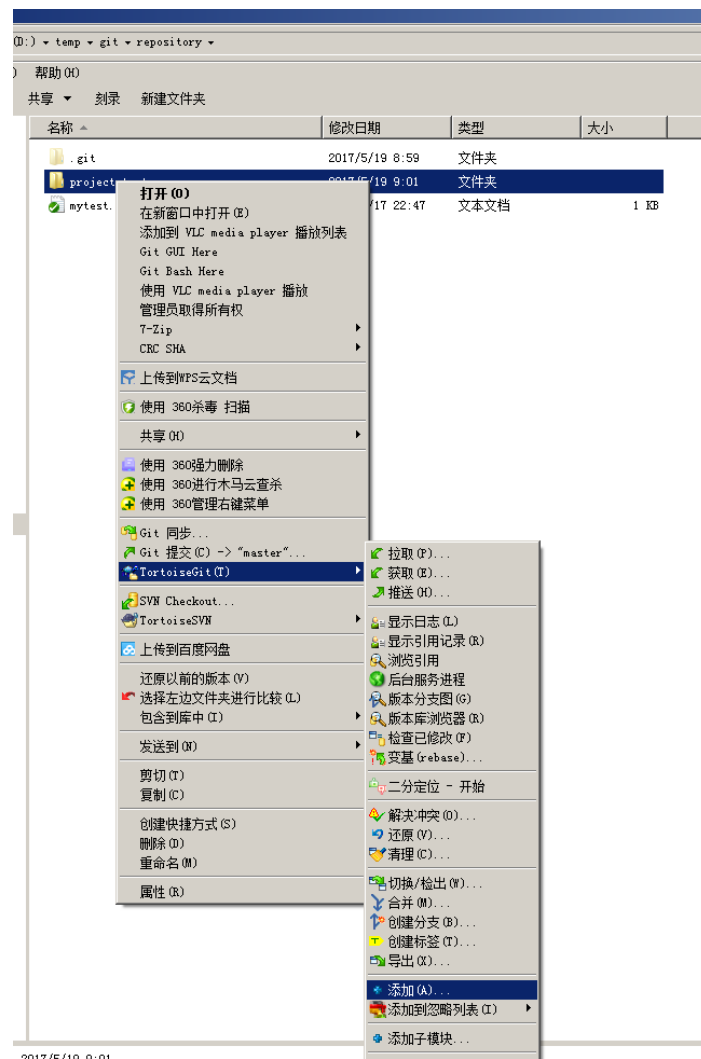 D:) ▾ temp ▾ git ▾ repository ▾
) 帮助(H)
共享 ▼ 刻录 新建文件夹
名称 修改日期 类型 大小
.git 2017/5/19 8:59 文件夹
project 2017/5/19 9:01 文件夹
mytest. /17 22:47 文本文档 1 KB
打开(O)
在新窗口中打开(E)
添加到 VLC media player 播放列表
Git GUI Here
Git Bash Here
使用 VLC media player 播放
管理员取得所有权
7-Zip
CRC SHA
上传到WPS云文档
使用 360杀毒 扫描
共享(H)
使用 360强力删除
使用 360进行木马云查杀
使用 360管理右键菜单
Git 同步...
Git 提交(C) -> "master"...
TortoiseGit(T)
SVN Checkout...
TortoiseSVN
上传到百度网盘
还原以前的版本(V)
选择左边文件夹进行比较(L)
包含到库中(I)
发送到(N)
剪切(T)
复制(C)
创建快捷方式(S)
删除(D)
重命名(M)
属性(R)
拉取(P)...
获取(E)...
推送(H)...
显示日志(L)
显示引用记录(R)
浏览引用
后台服务进程
版本分支图(G)
版本库浏览器(R)
检查已修改(F)
变基(rebase)...
二分定位 - 开始
解决冲突(O)...
还原(V)...
清理(C)...
切换/检出(W)...
合并(M)...
创建分支(B)...
创建标签(T)...
导出(X)...
添加(A)...
添加到忽略列表(I)
添加子模块...
2017/5/19 9:01